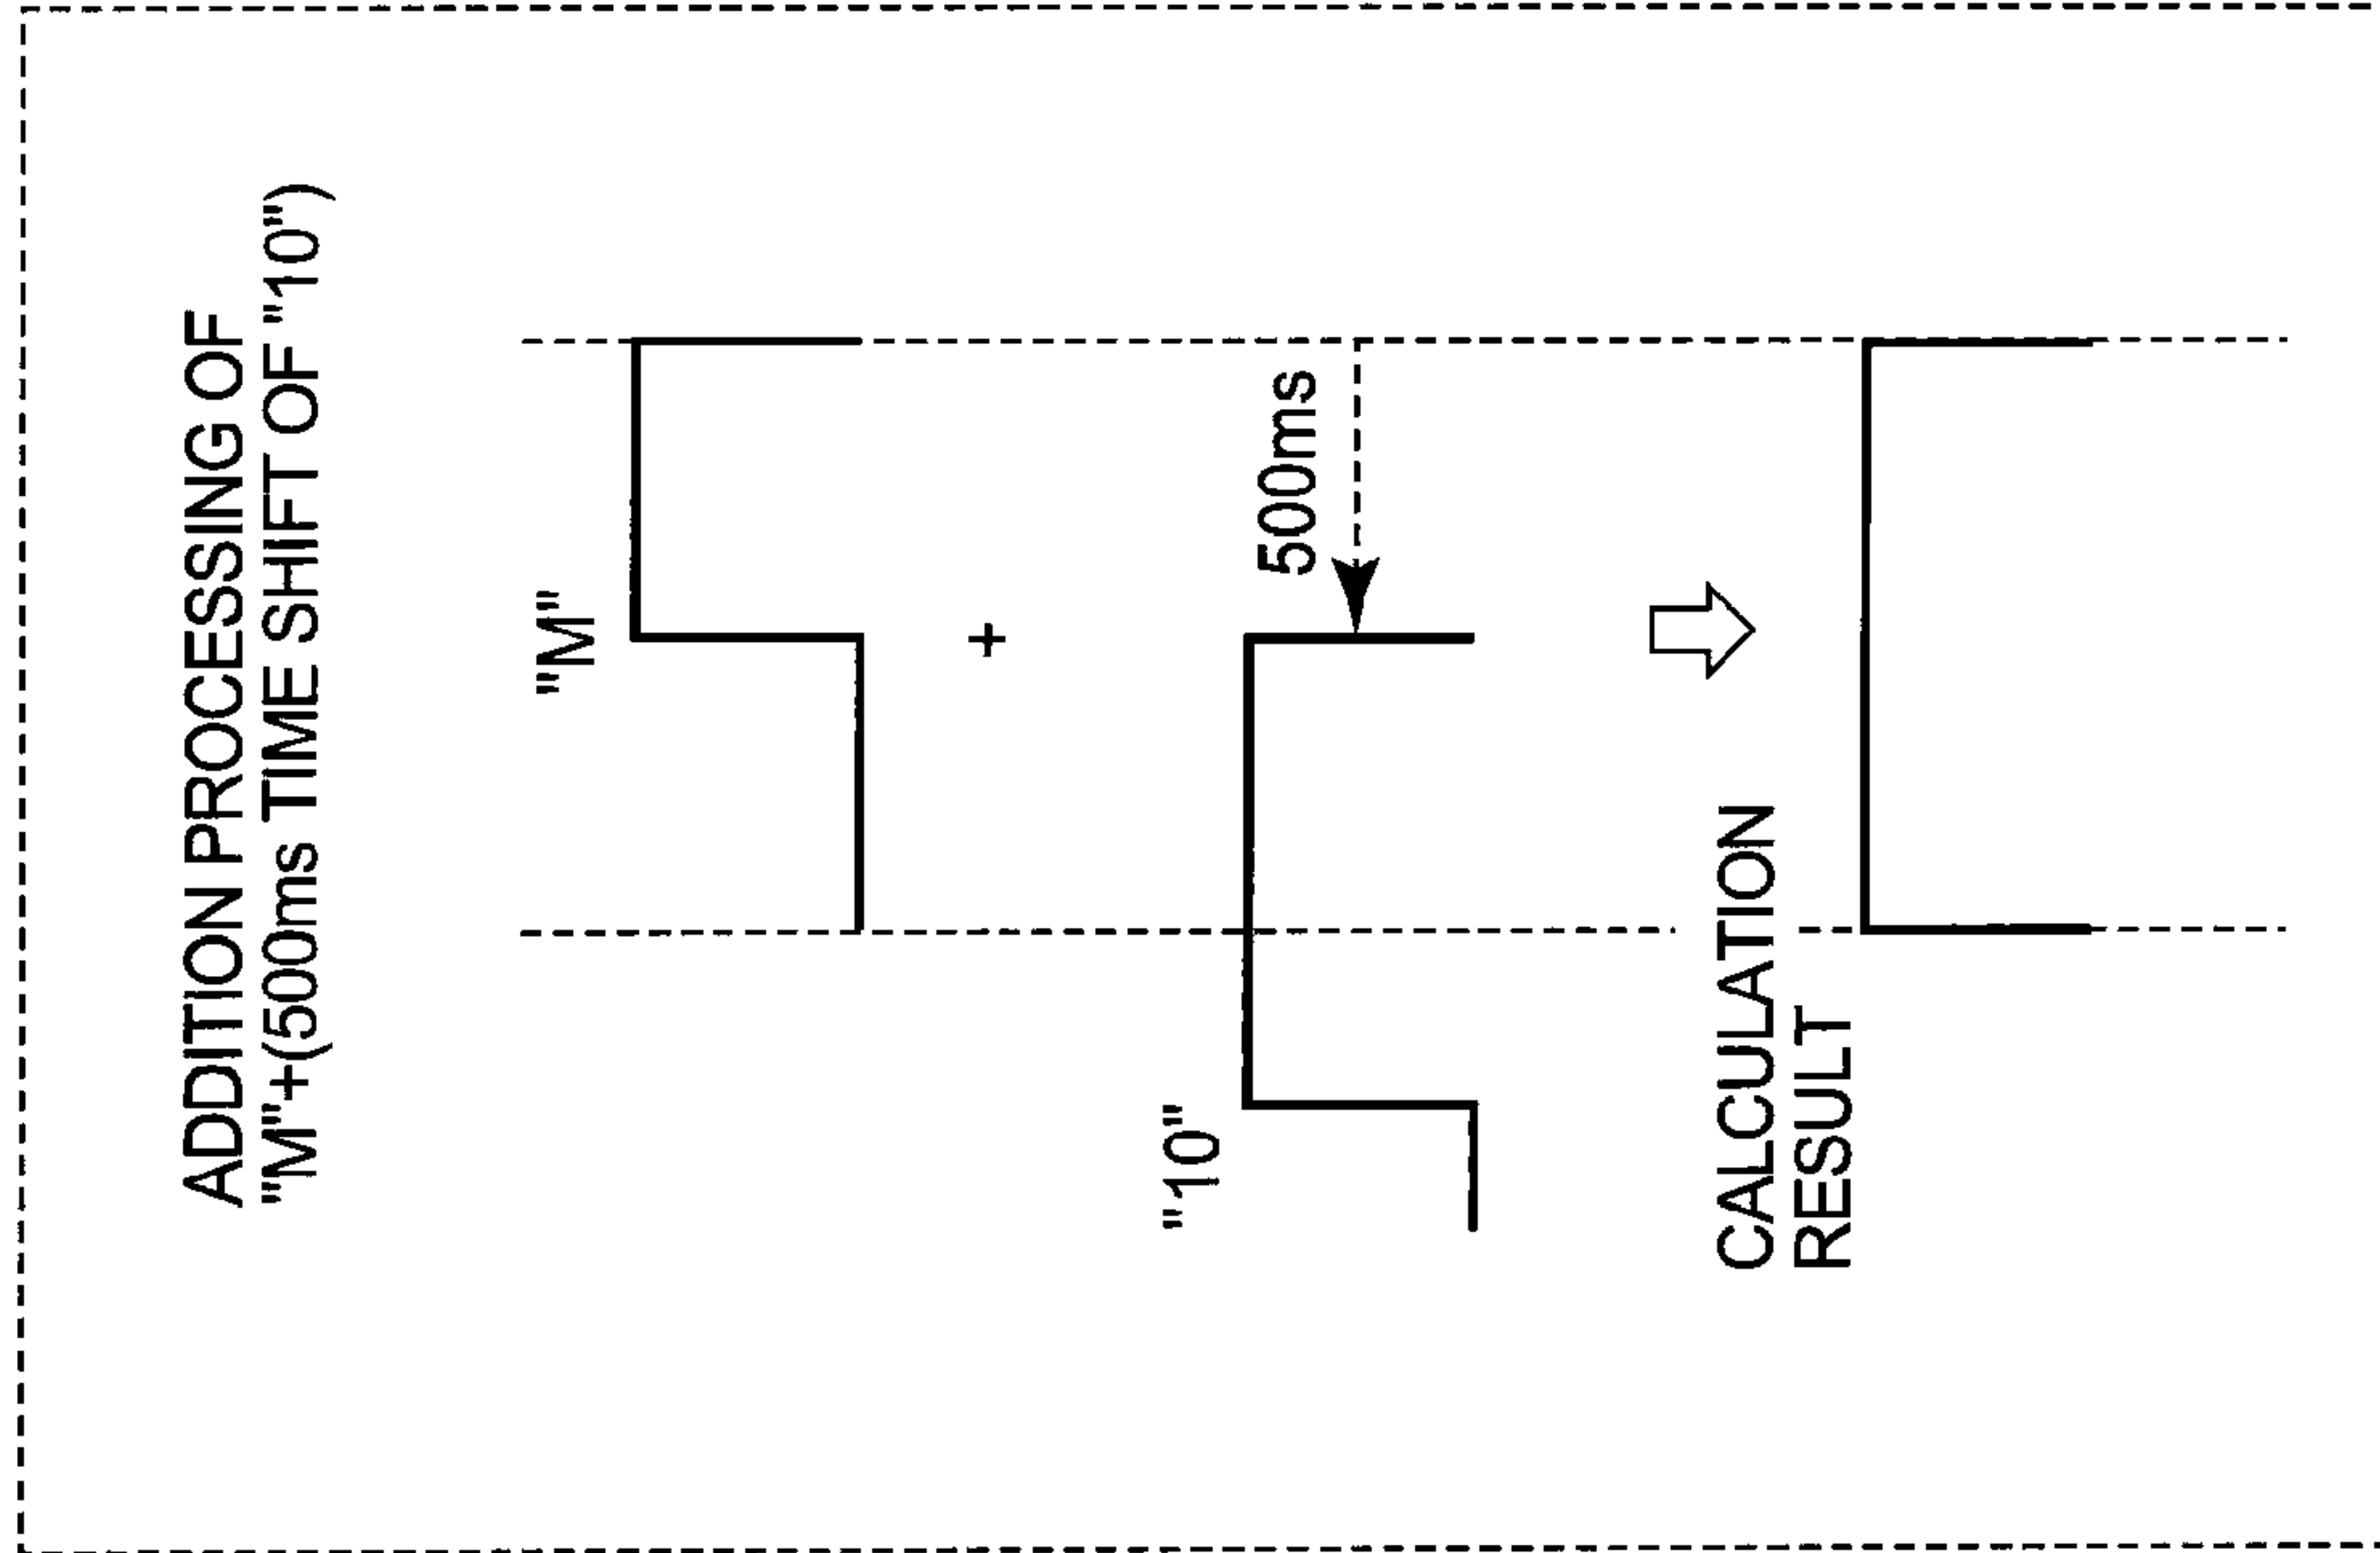 ADDITION PROCESSING OF
"M"+(500ms TIME SHIFT OF "10")
"M"
+
"10"
500ms
CALCULATION
RESULT